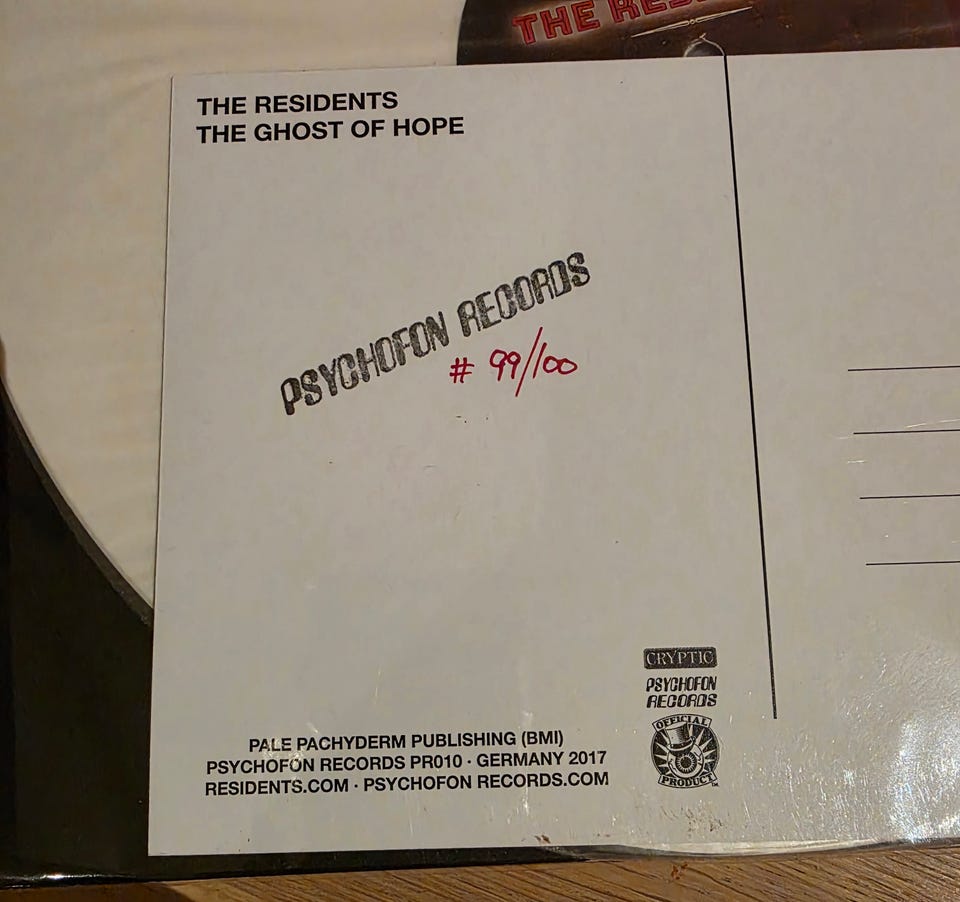 THE
THE RESIDENTS
THE GHOST OF HOPE
PSYCHOFON RECORDS
# 99/100
CRYPTIC
PSYCHOFON
RECORDS
OFFICIAL
PRODUCT
PALE PACHYDERM PUBLISHING (BMI)
PSYCHOFON RECORDS PR010 · GERMANY 2017
RESIDENTS.COM · PSYCHOFON RECORDS.COM